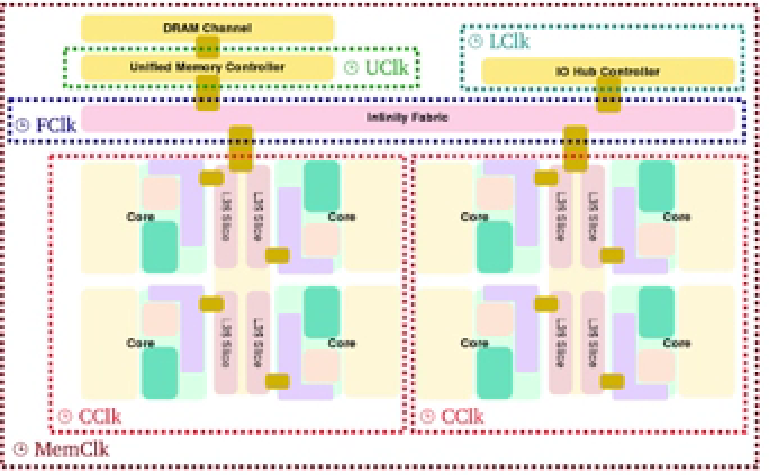 DRAM Channel
LClk
Unified Memory Controller
UClk
IO Hub Controller
Infinity Fabric
FClk
Core
L3$ Slice
L3$ Slice
Core
Core
L3$ Slice
L3$ Slice
Core
Core
L3$ Slice
L3$ Slice
Core
Core
L3$ Slice
L3$ Slice
Core
CClk
CClk
MemClk